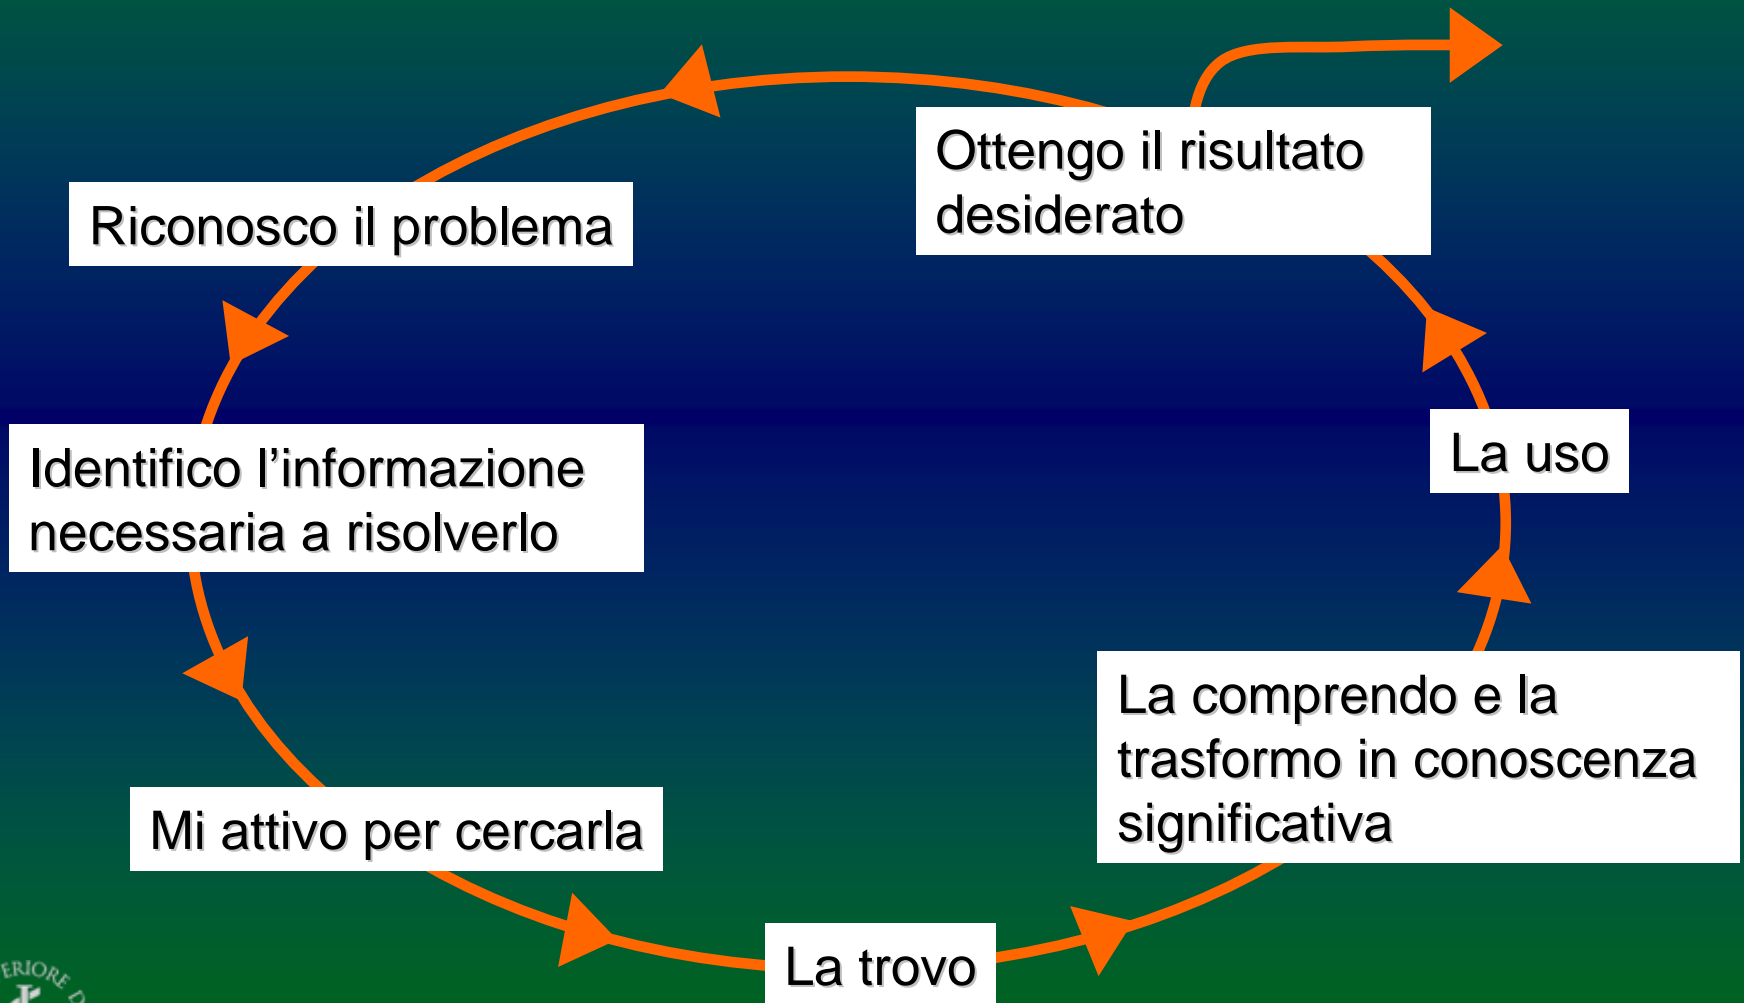 Ottengo il risultato
desiderato
Riconosco il problema
Identifico l’informazione
necessaria a risolverlo
La uso
La comprendo e la
trasformo in conoscenza
significativa
Mi attivo per cercarla
La trovo